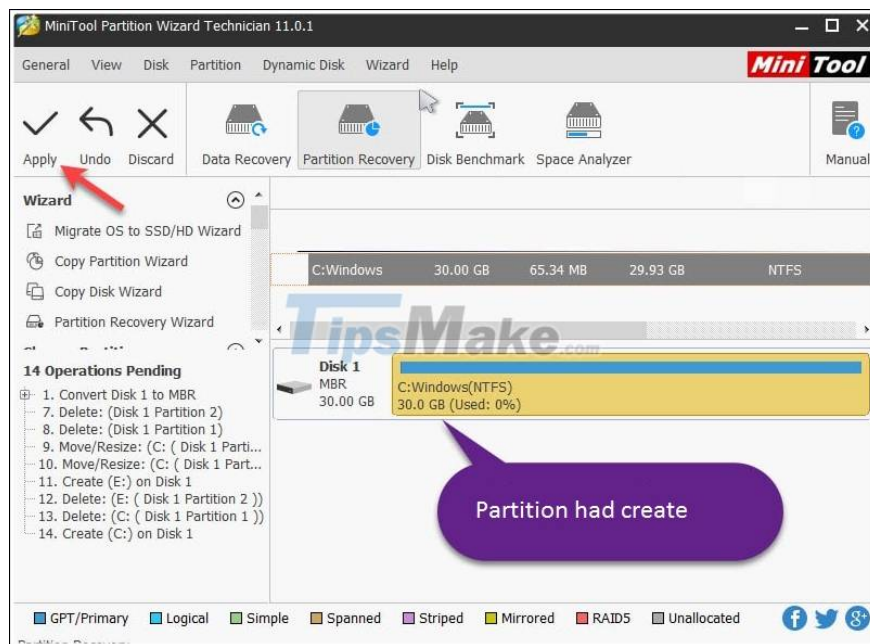 MiniTool Partition Wizard Technician 11.0.1
General View Disk Partition Dynamic Disk Wizard Help
Mini Tool
Apply Undo Discard Data Recovery Partition Recovery Disk Benchmark Space Analyzer Manual
Wizard
Migrate OS to SSD/HD Wizard
Copy Partition Wizard
Copy Disk Wizard
Partition Recovery Wizard
C:Windows 30.00 GB 65.34 MB 29.93 GB NTFS
TipsMake.com
14 Operations Pending
1. Convert Disk 1 to MBR
7. Delete: (Disk 1 Partition 2)
8. Delete: (Disk 1 Partition 1)
9. Move/Resize: (C: ( Disk 1 Parti...
10. Move/Resize: (C: ( Disk 1 Part...
11. Create (E:) on Disk 1
12. Delete: (E: ( Disk 1 Partition 2 ))
13. Delete: (C: ( Disk 1 Partition 1 ))
14. Create (C:) on Disk 1
Disk 1
MBR
30.00 GB
C:Windows(NTFS)
30.0 GB (Used: 0%)
Partition had create
GPT/Primary Logical Simple Spanned Striped Mirrored RAID5 Unallocated
Partition Recovery